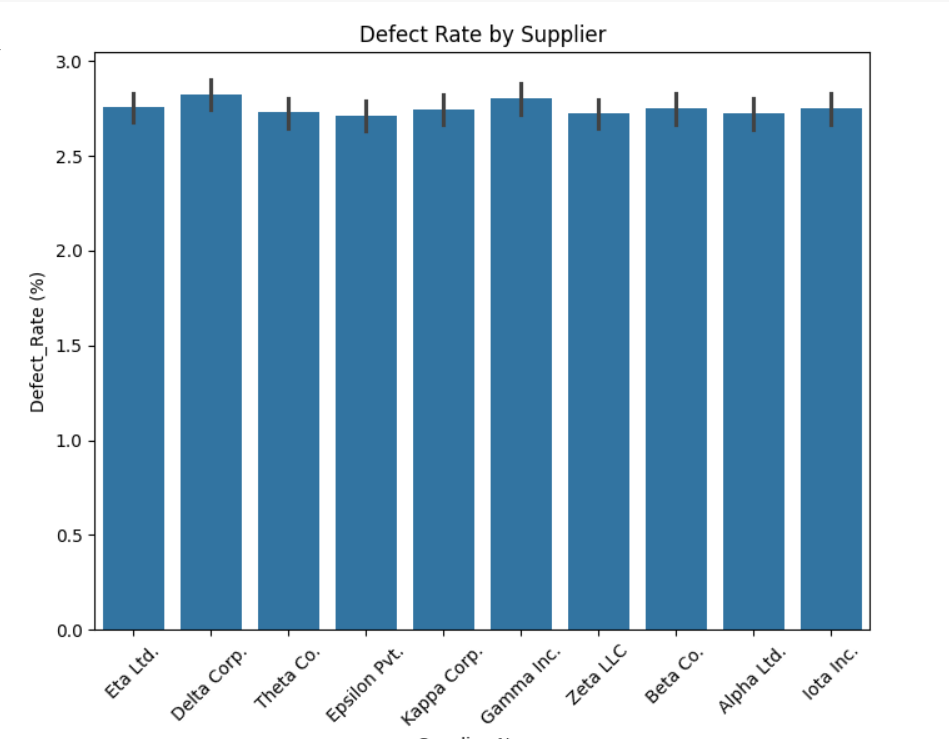 Defect Rate by Supplier
3.0
2.5
2.0
1.5
1.0
0.5
0.0
Defect_Rate (%)
Eta Ltd.
Delta Corp.
Theta Co.
Epsilon Pvt.
Kappa Corp.
Gamma Inc.
Zeta LLC
Beta Co.
Alpha Ltd.
Iota Inc.